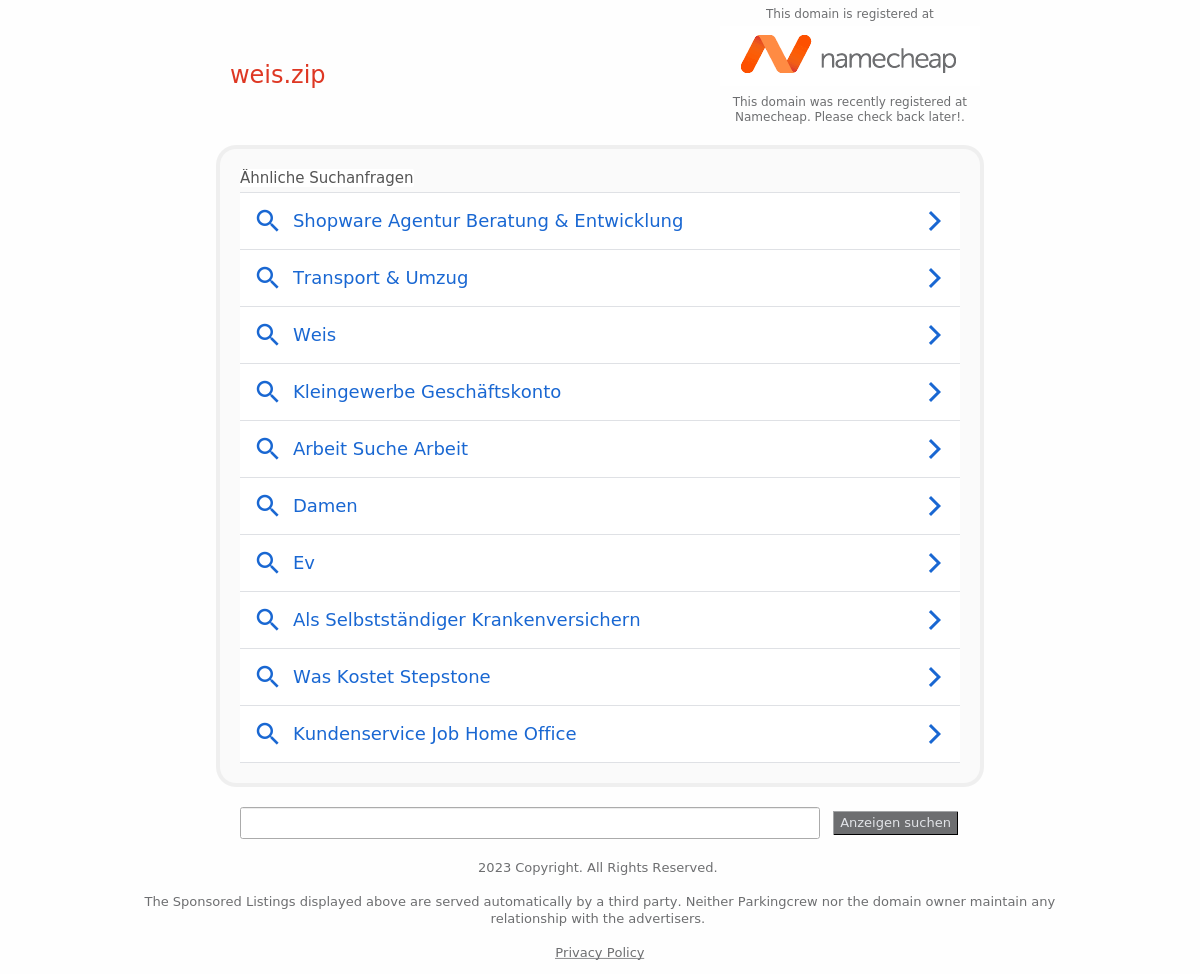 This domain is registered at
namecheap
weis.zip
This domain was recently registered at
Namecheap. Please check back later!.
Ähnliche Suchanfragen
Shopware Agentur Beratung & Entwicklung
Transport & Umzug
Weis
Kleingewerbe Geschäftskonto
Arbeit Suche Arbeit
Damen
Ev
Als Selbstständiger Krankenversichern
Was Kostet Stepstone
Kundenservice Job Home Office
Anzeigen suchen
2023 Copyright. All Rights Reserved.
The Sponsored Listings displayed above are served automatically by a third party. Neither Parkingcrew nor the domain owner maintain any
relationship with the advertisers.
Privacy Policy